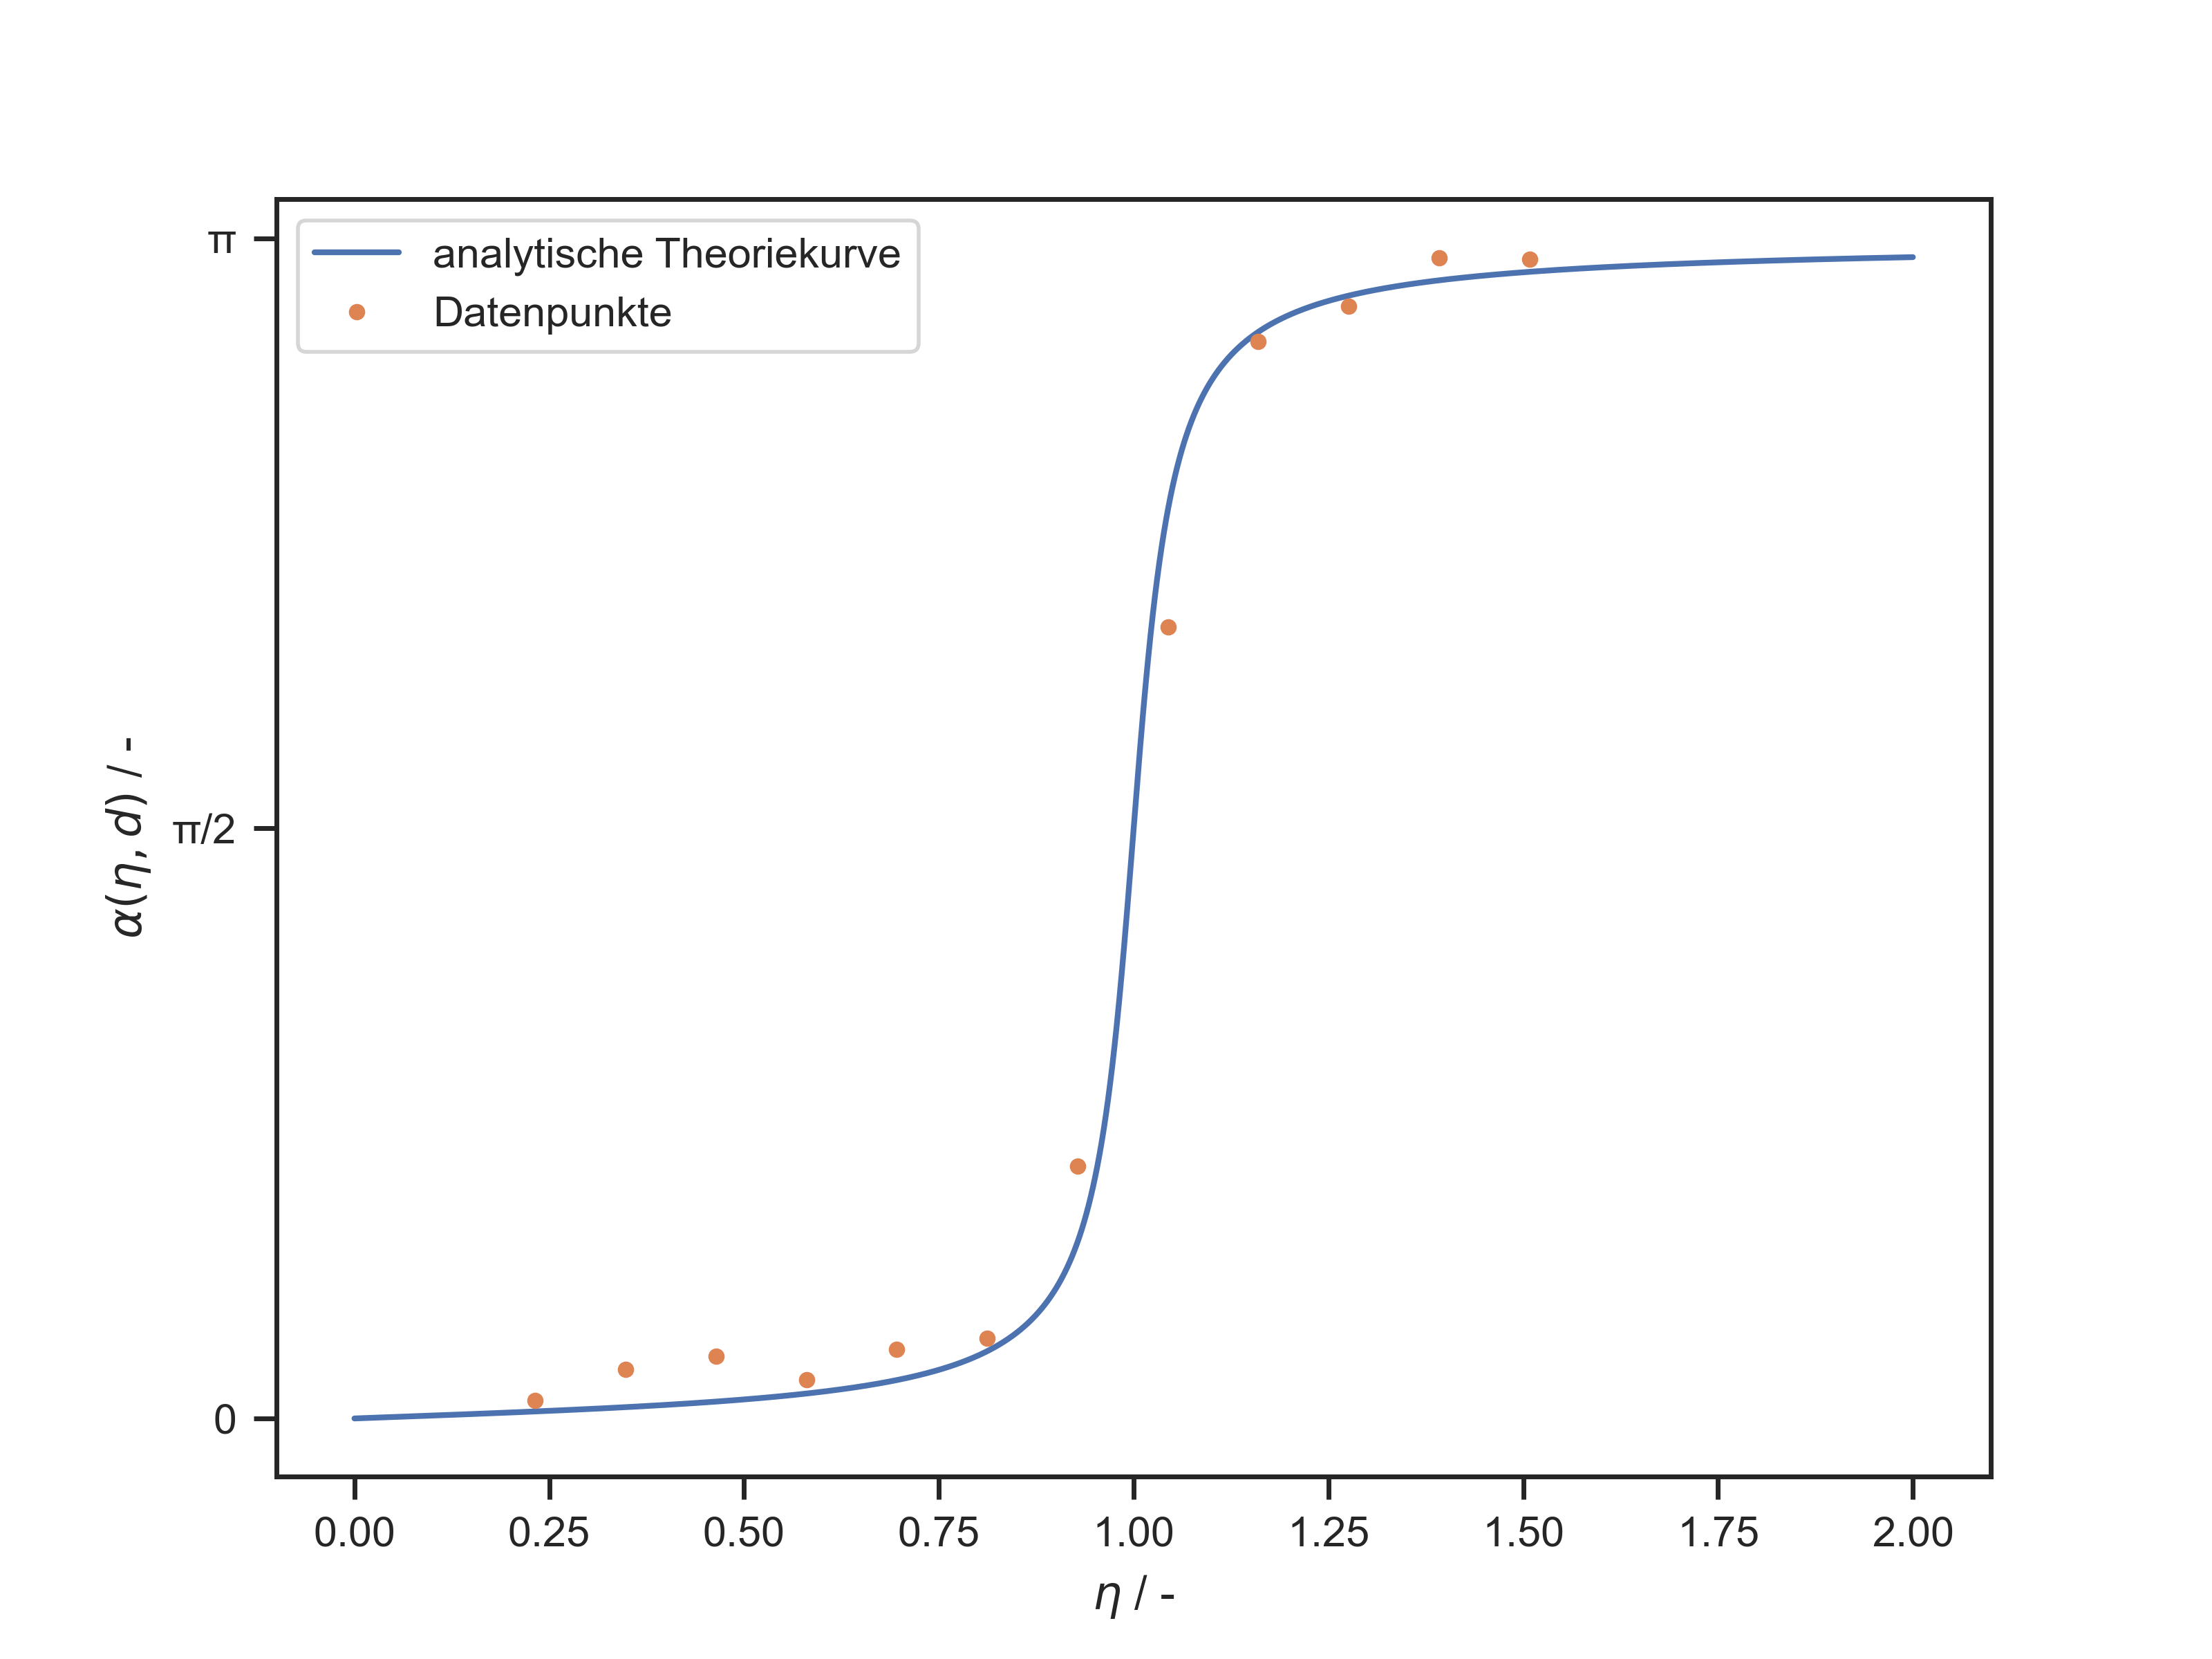 analytische Theoriekurve
Datenpunkte
π
π/2
0
α(η, d) / -
0.00 0.25 0.50 0.75 1.00 1.25 1.50 1.75 2.00
η / -